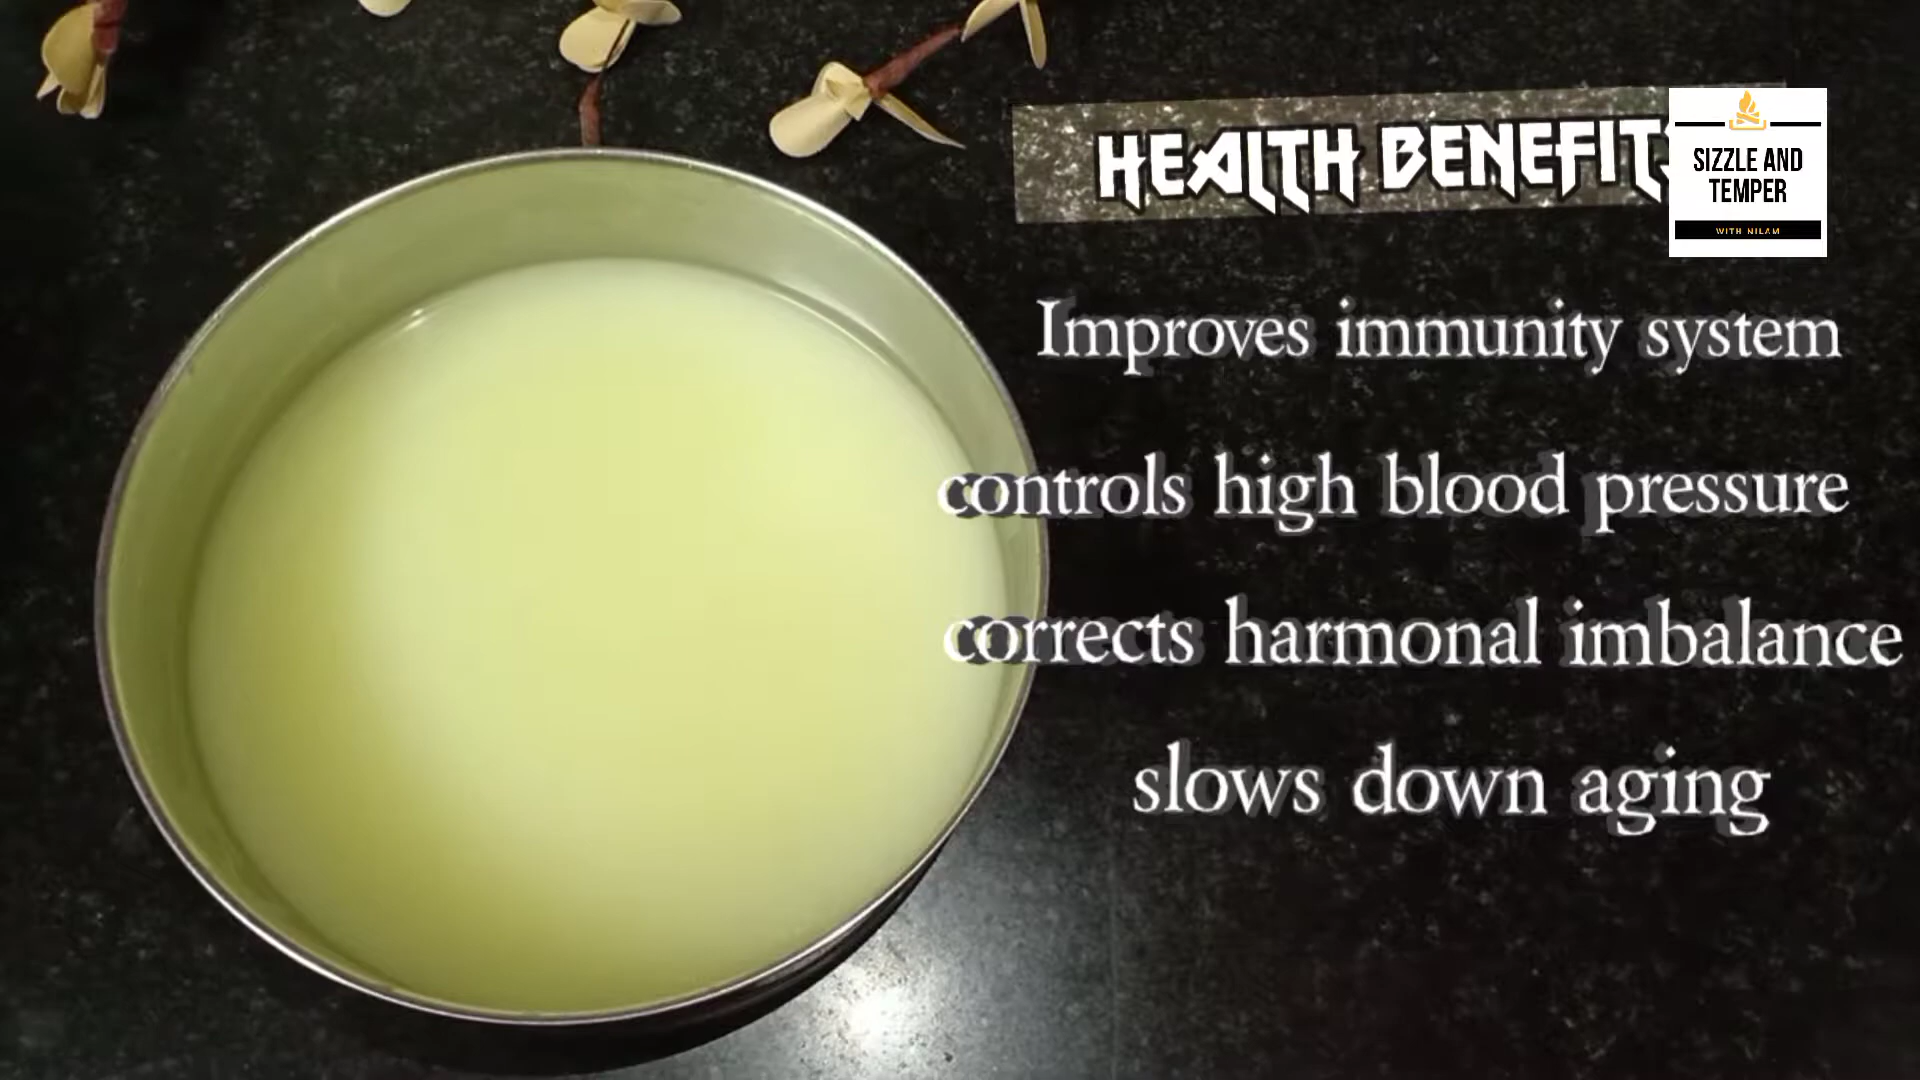 HEALTH BENEFITS
SIZZLE AND
TEMPER
WITH NILAM
Improves immunity system
controls high blood pressure
corrects harmonal imbalance
slows down aging